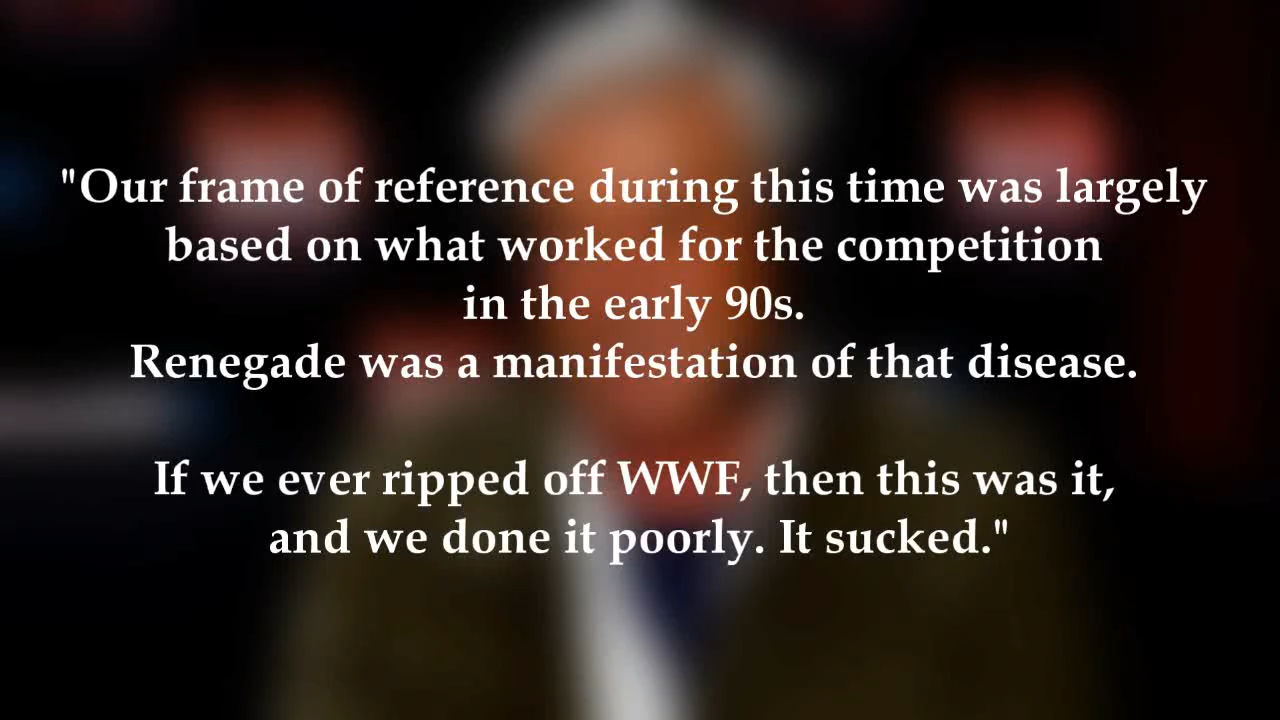 "Our frame of reference during this time was largely
based on what worked for the competition
in the early 90s.
Renegade was a manifestation of that disease.
If we ever ripped off WWF, then this was it,
and we done it poorly. It sucked."